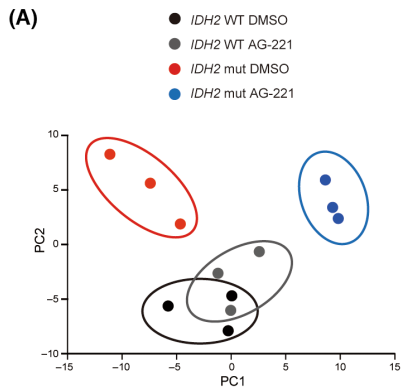 (A)
IDH2 WT DMSO
IDH2 WT AG-221
IDH2 mut DMSO
IDH2 mut AG-221
10
5
0
−5
−10
PC2
−15
−10
−5
0
5
10
15
PC1